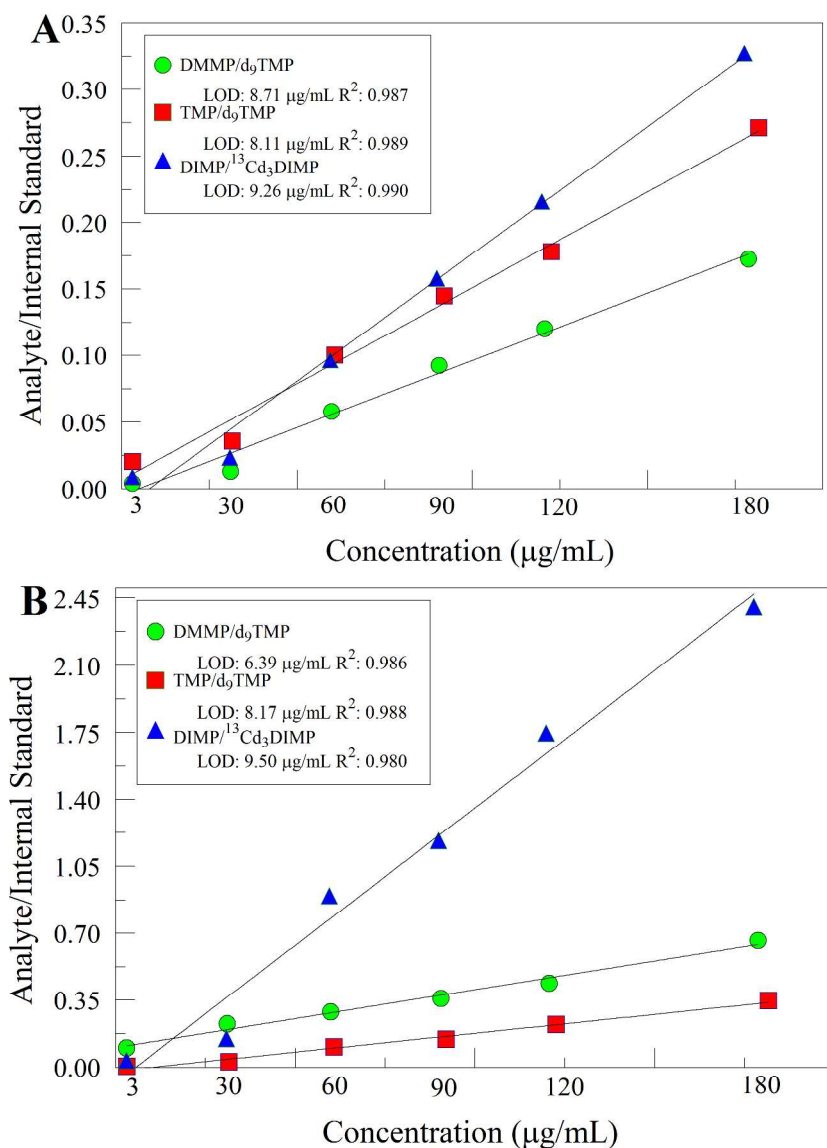 A
0.35
0.30
0.25
0.20
0.15
0.10
0.05
0.00
Analyte/Internal Standard
DMMP/d₉TMP
LOD: 8.71 µg/mL R²: 0.987
TMP/d₉TMP
LOD: 8.11 µg/mL R²: 0.989
DIMP/¹³Cd₃DIMP
LOD: 9.26 µg/mL R²: 0.990
3 30 60 90 120 180
Concentration (µg/mL)
B
2.45
2.10
1.75
1.40
1.05
0.70
0.35
0.00
Analyte/Internal Standard
DMMP/d₉TMP
LOD: 6.39 µg/mL R²: 0.986
TMP/d₉TMP
LOD: 8.17 µg/mL R²: 0.988
DIMP/¹³Cd₃DIMP
LOD: 9.50 µg/mL R²: 0.980
3 30 60 90 120 180
Concentration (µg/mL)